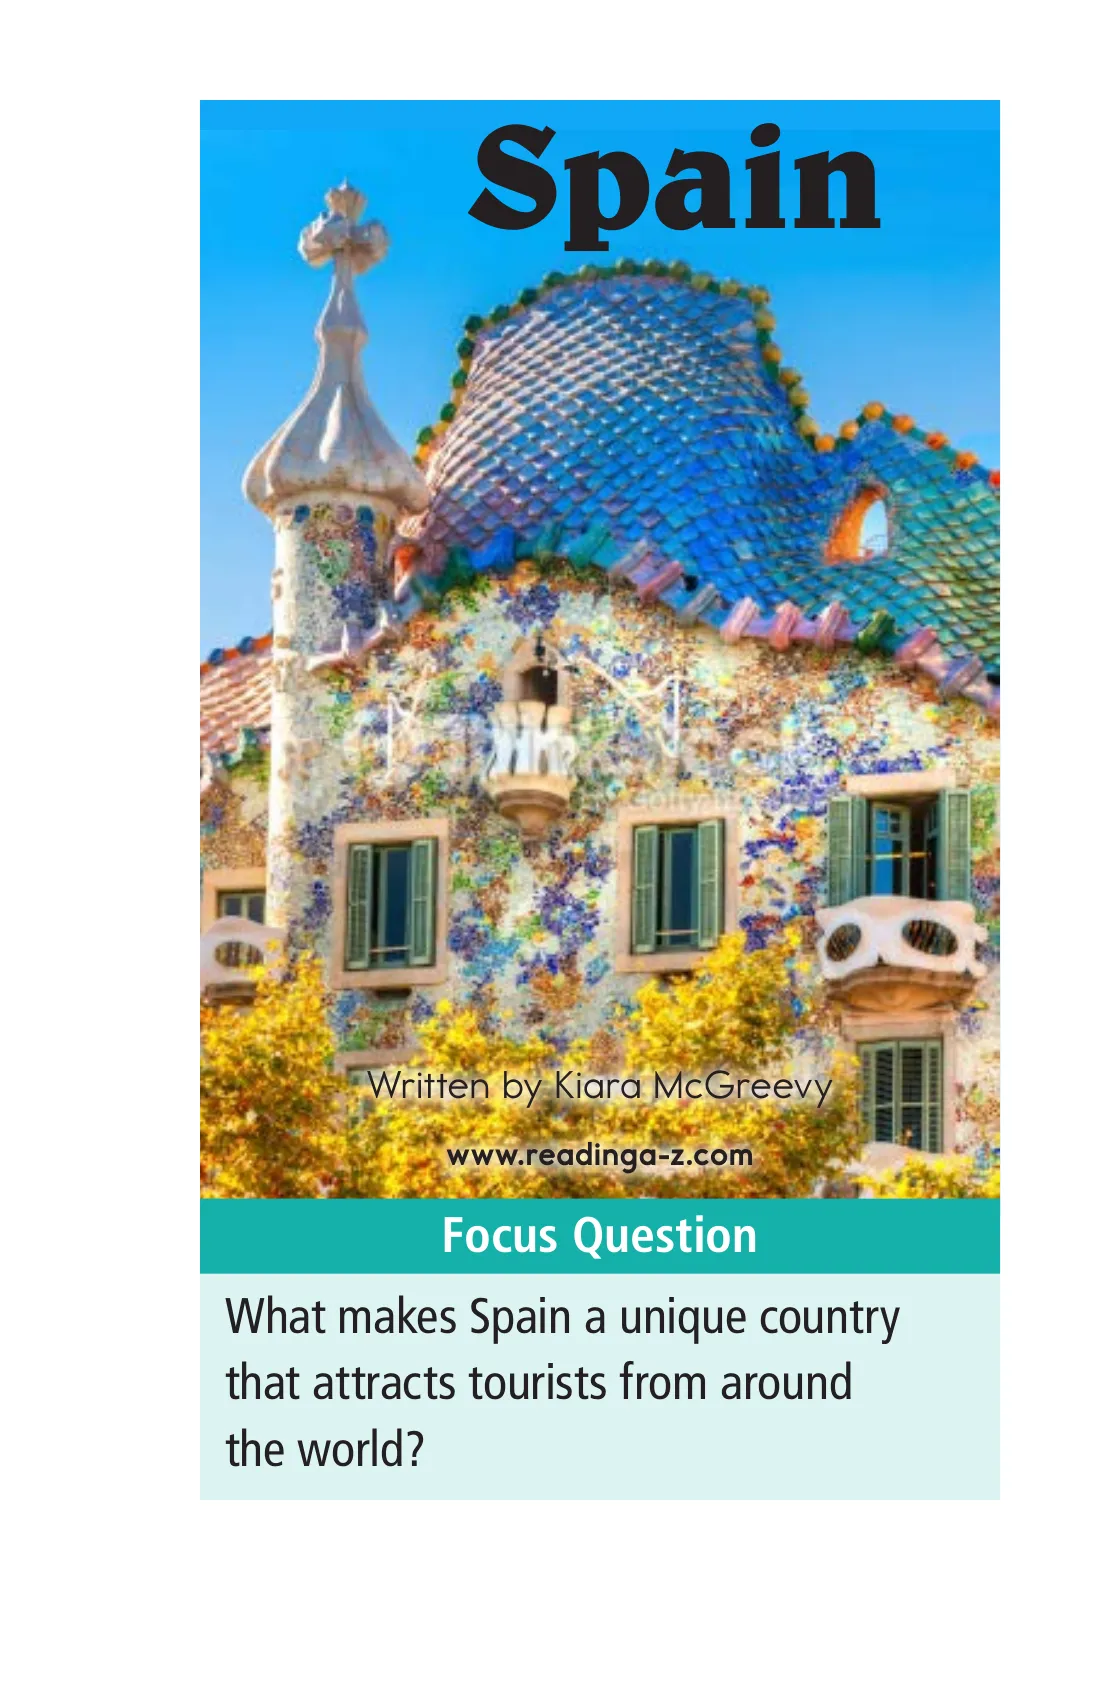 Spain
Written by Kiara McGreevy
www.readinga-z.com
Focus Question
What makes Spain a unique country
that attracts tourists from around
the world?